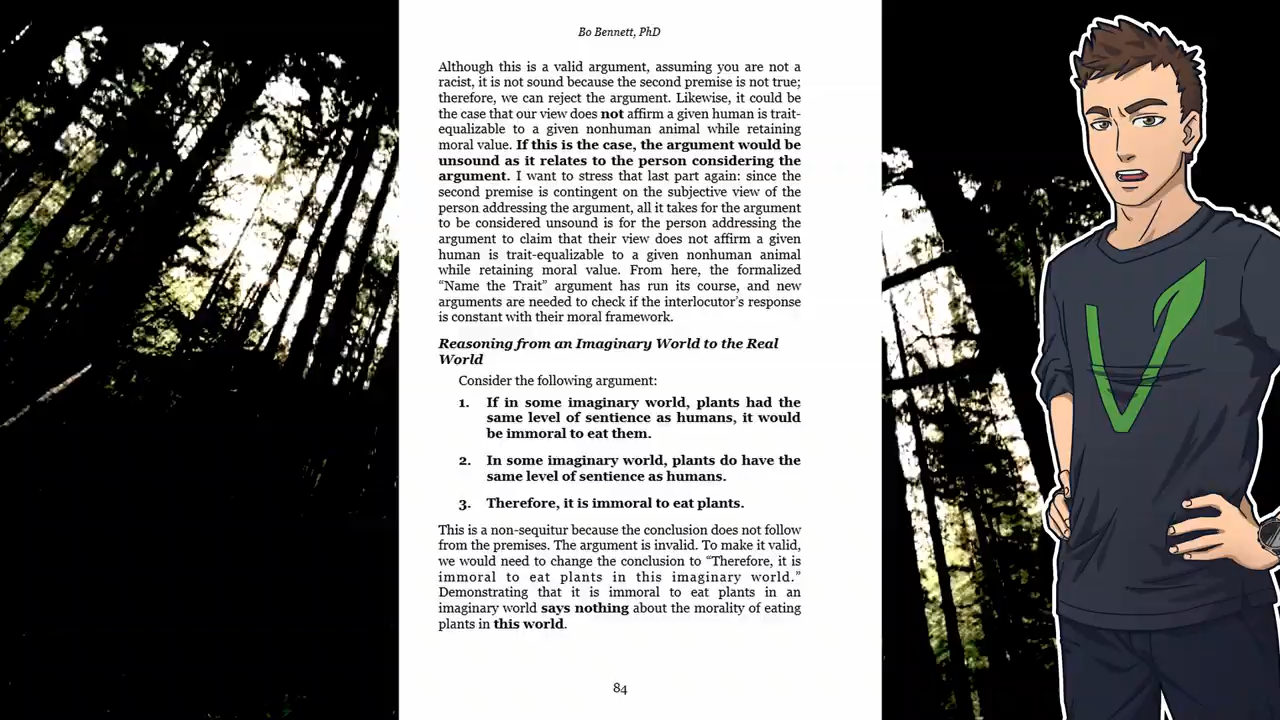 Bo Bennett, PhD
Although this is a valid argument, assuming you are not a
racist, it is not sound because the second premise is not true;
therefore, we can reject the argument. Likewise, it could be
the case that our view does not affirm a given human is trait-
equalizable to a given nonhuman animal while retaining
moral value. If this is the case, the argument would be
unsound as it relates to the person considering the
argument. I want to stress that last part again: since the
second premise is contingent on the subjective view of the
person addressing the argument, all it takes for the argument
to be considered unsound is for the person addressing the
argument to claim that their view does not affirm a given
human is trait-equalizable to a given nonhuman animal
while retaining moral value. From here, the formalized
“Name the Trait” argument has run its course, and new
arguments are needed to check if the interlocutor’s response
is constant with their moral framework.
Reasoning from an Imaginary World to the Real
World
Consider the following argument:
1. If in some imaginary world, plants had the
same level of sentience as humans, it would
be immoral to eat them.
2. In some imaginary world, plants do have the
same level of sentience as humans.
3. Therefore, it is immoral to eat plants.
This is a non-sequitur because the conclusion does not follow
from the premises. The argument is invalid. To make it valid,
we would need to change the conclusion to “Therefore, it is
immoral to eat plants in this imaginary world.”
Demonstrating that it is immoral to eat plants in an
imaginary world says nothing about the morality of eating
plants in this world.
84